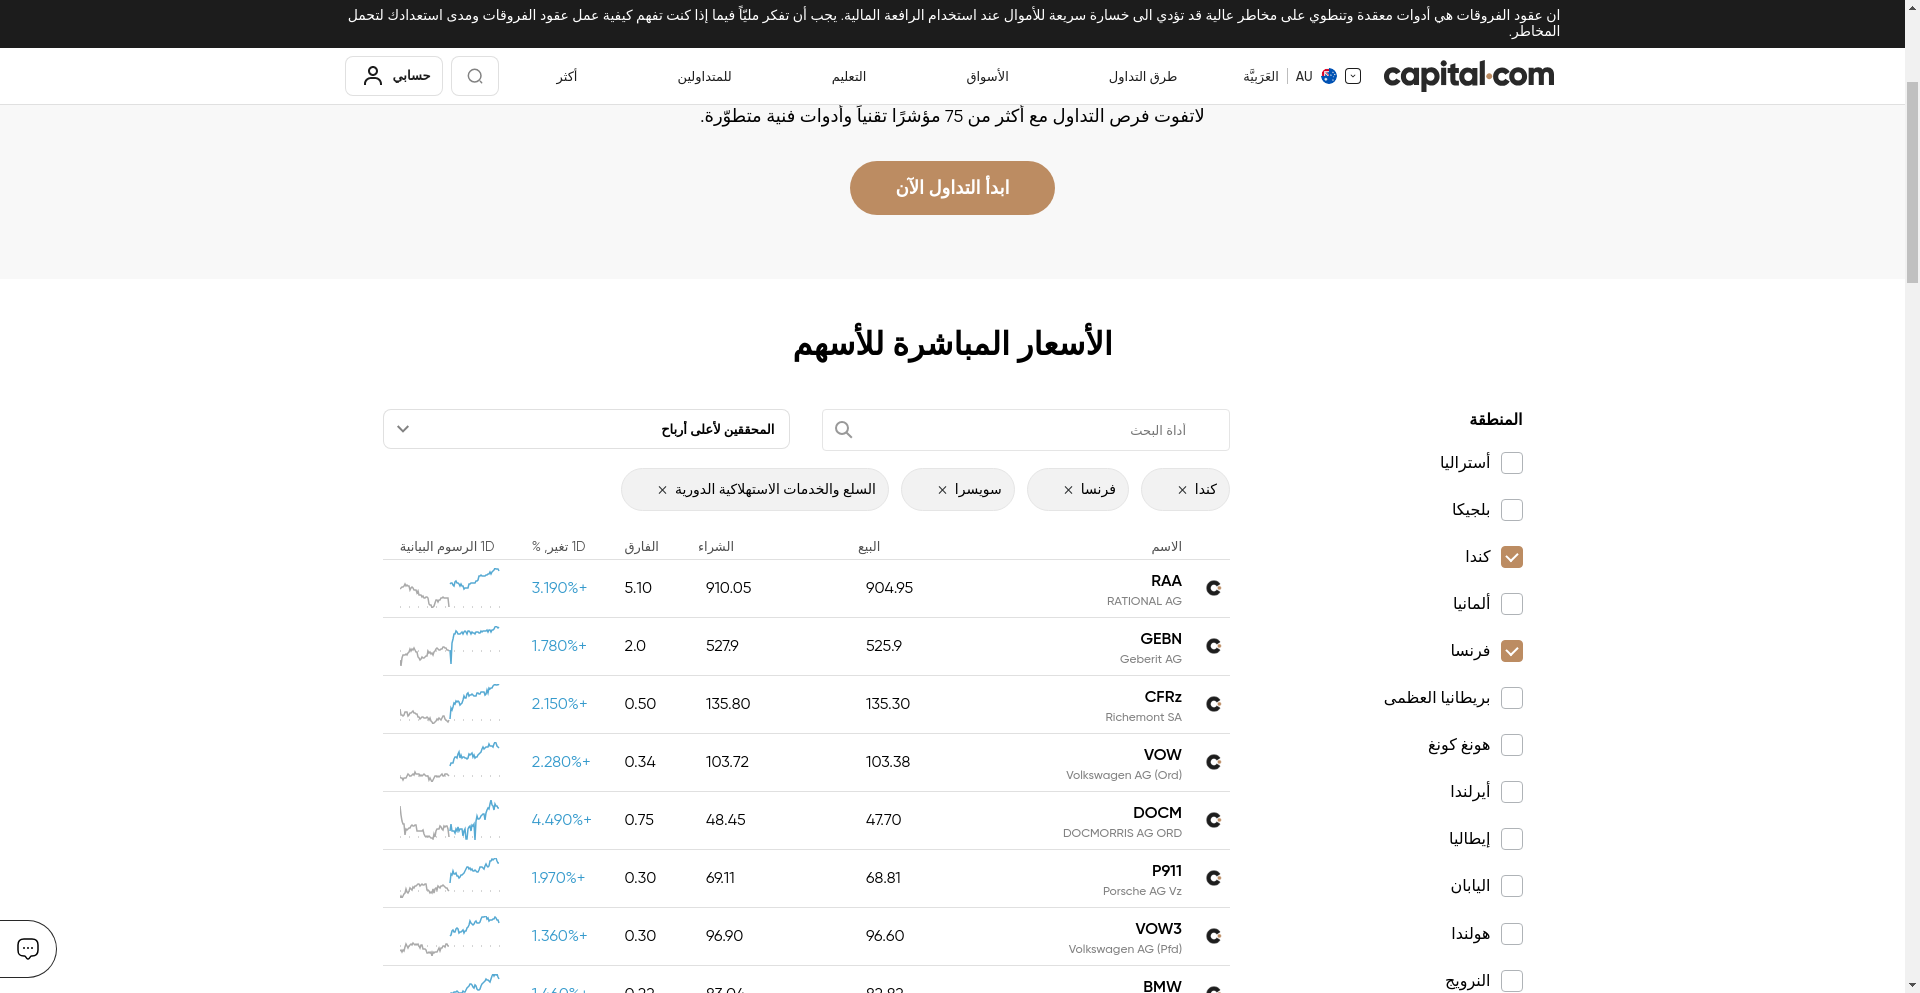 ان عقود الفروقات هي أدوات معقدة وتنطوي على مخاطر عالية قد تؤدي الى خسارة سريعة للأموال عند استخدام الرافعة المالية. يجب أن تفكر مليّاً فيما إذا كنت تفهم كيفية عمل عقود الفروقات ومدى استعدادك لتحمل
المخاطر.
capital.com
AU العَرَبِيَّة
طرق التداول
الأسواق
التعليم
للمتداولين
أكثر
حسابي
لاتفوت فرص التداول مع أكثر من 75 مؤشرًا تقنياً وأدوات فنية متطوّرة.
ابدأ التداول الآن
الأسعار المباشرة للأسهم
المنطقة
أستراليا
بلجيكا
كندا
ألمانيا
فرنسا
بريطانيا العظمى
هونغ كونغ
أيرلندا
إيطاليا
اليابان
هولندا
النرويج
أداة البحث
المحققين لأعلى أرباح
كندا ×
فرنسا ×
سويسرا ×
السلع والخدمات الاستهلاكية الدورية ×
الاسم البيع الشراء الفارق 1D تغير, % 1D الرسوم البيانية
RAA 904.95 910.05 5.10 3.190%+
RATIONAL AG
GEBN 525.9 527.9 2.0 1.780%+
Geberit AG
CFRz 135.30 135.80 0.50 2.150%+
Richemont SA
VOW 103.38 103.72 0.34 2.280%+
Volkswagen AG (Ord)
DOCM 47.70 48.45 0.75 4.490%+
DOCMORRIS AG ORD
P911 68.81 69.11 0.30 1.970%+
Porsche AG Vz
VOW3 96.60 96.90 0.30 1.360%+
Volkswagen AG (Pfd)
BMW 82.82 83.04 0.22 1.460%+